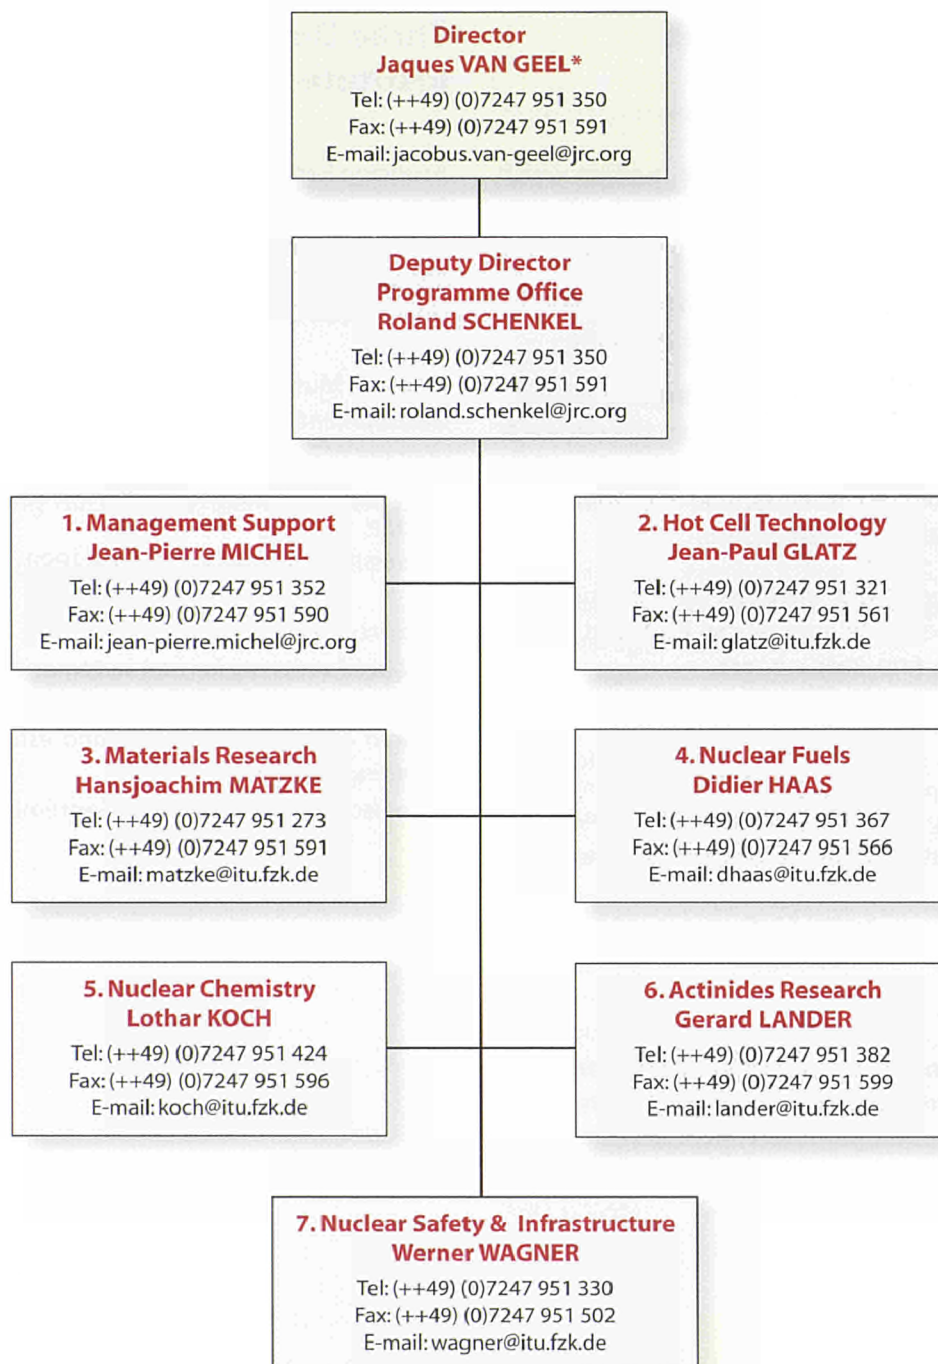 Director
Jaques VAN GEEL*
Tel: (++49) (0)7247 951 350
Fax: (++49) (0)7247 951 591
E-mail: jacobus.van-geel@jrc.org
Deputy Director
Programme Office
Roland SCHENKEL
Tel: (++49) (0)7247 951 350
Fax: (++49) (0)7247 951 591
E-mail: roland.schenkel@jrc.org
1. Management Support
Jean-Pierre MICHEL
Tel: (++49) (0)7247 951 352
Fax: (++49) (0)7247 951 590
E-mail: jean-pierre.michel@jrc.org
2. Hot Cell Technology
Jean-Paul GLATZ
Tel: (++49) (0)7247 951 321
Fax: (++49) (0)7247 951 561
E-mail: glatz@itu.fzk.de
3. Materials Research
Hansjoachim MATZKE
Tel: (++49) (0)7247 951 273
Fax: (++49) (0)7247 951 591
E-mail: matzke@itu.fzk.de
4. Nuclear Fuels
Didier HAAS
Tel: (++49) (0)7247 951 367
Fax: (++49) (0)7247 951 566
E-mail: dhaas@itu.fzk.de
5. Nuclear Chemistry
Lothar KOCH
Tel: (++49) (0)7247 951 424
Fax: (++49) (0)7247 951 596
E-mail: koch@itu.fzk.de
6. Actinides Research
Gerard LANDER
Tel: (++49) (0)7247 951 382
Fax: (++49) (0)7247 951 599
E-mail: lander@itu.fzk.de
7. Nuclear Safety & Infrastructure
Werner WAGNER
Tel: (++49) (0)7247 951 330
Fax: (++49) (0)7247 951 502
E-mail: wagner@itu.fzk.de